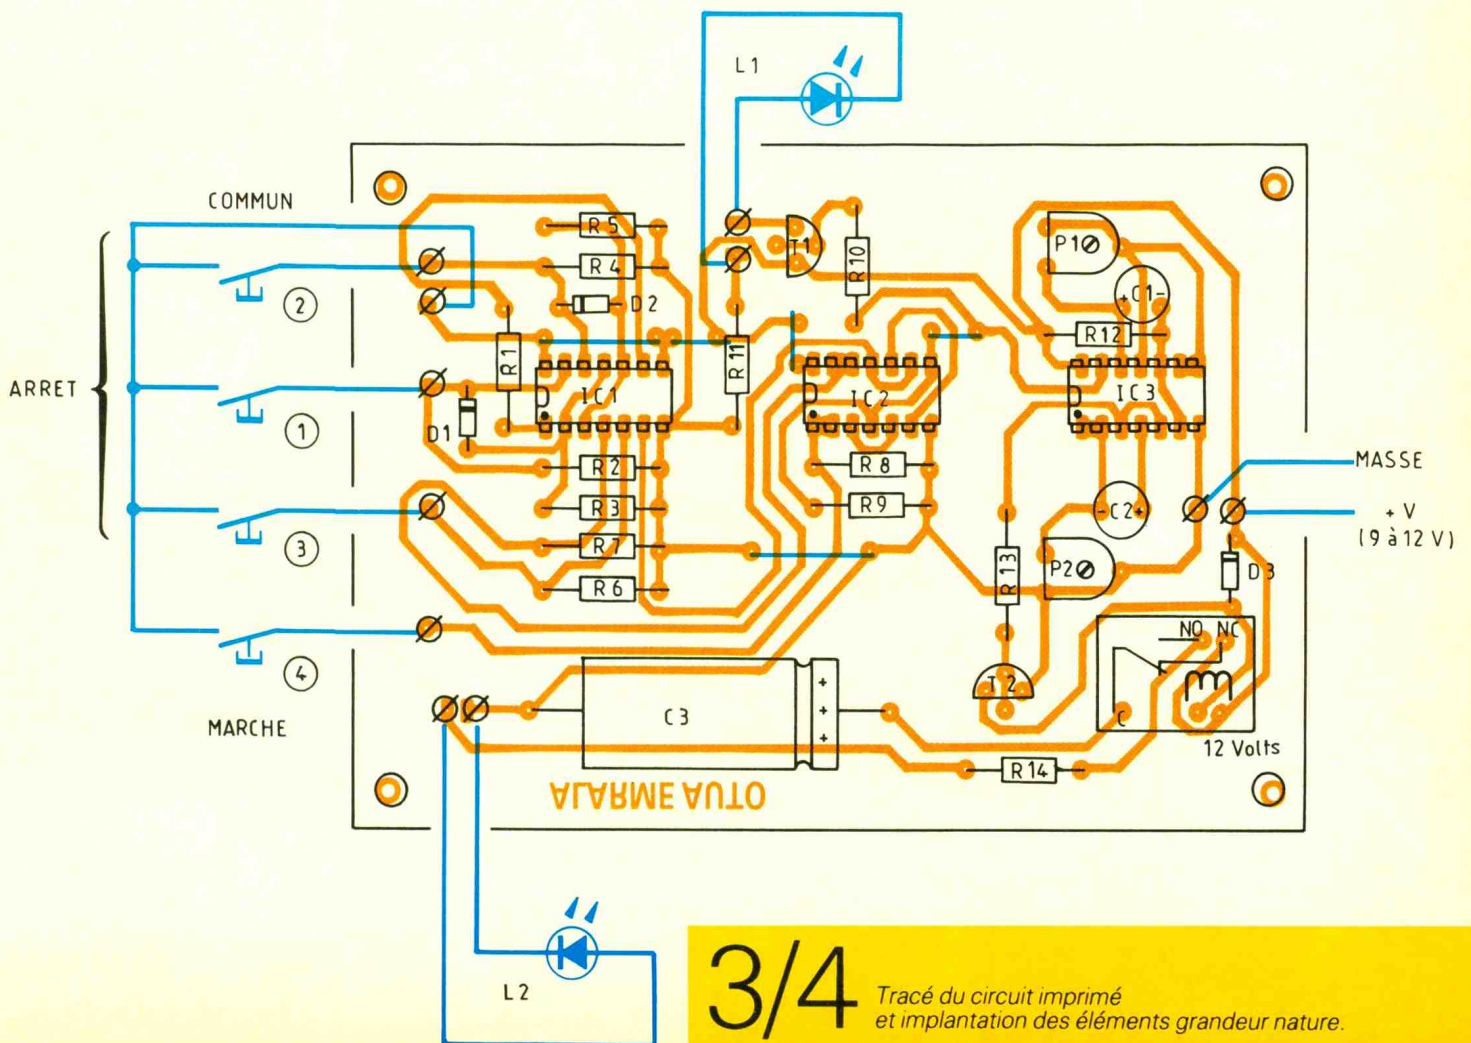 L1
COMMUN
R5
T1
P1
R4
R10
+C1-
2
D2
R12
R1
R11
IC1
IC2
IC3
ARRET
1
D1
R2
R8
MASSE
R3
R9
-C2+
+ V
(9 à 12 V)
3
R7
R13
P2
D3
R6
NO NC
4
T2
C3
+
+
+
C
MARCHE
12 Volts
R14
ALARME AUTO
L2
3/4
Tracé du circuit imprimé
et implantation des éléments grandeur nature.